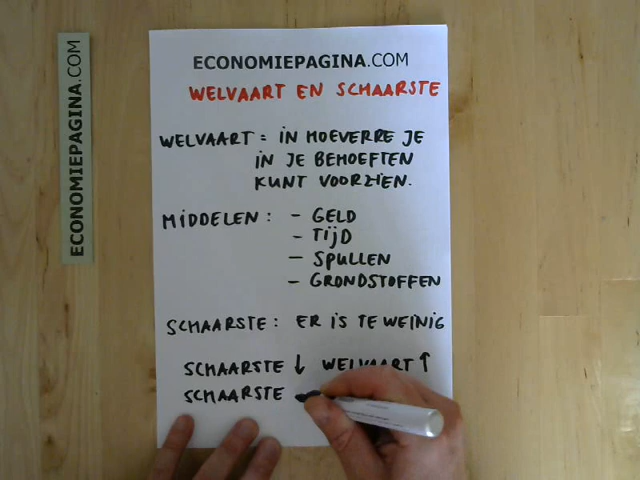 ECONOMIEPAGINA.COM
ECONOMIEPAGINA.COM
WELVAART EN SCHAARSTE
WELVAART = IN HOEVERRE JE
IN JE BEHOEFTEN
KUNT VOORZIEN.
MIDDELEN: - GELD
- TIJD
- SPULLEN
- GRONDSTOFFEN
SCHAARSTE: ER IS TE WEINIG
SCHAARSTE ↓ WELVAART ↑
SCHAARSTE